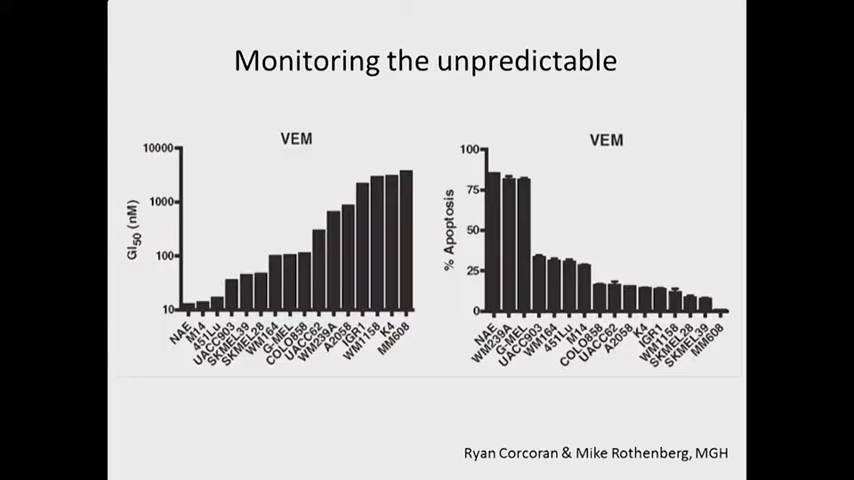 Monitoring the unpredictable
VEM
10000
1000
100
10
GI50 (nM)
NAE
M14
451Lu
UACC903
SKMEL39
SKMEL28
WM164
G-MEL
COLO858
UACC62
WM239A
A2058
IGR1
WM1158
K4
MM608
VEM
100
75
50
25
0
% Apoptosis
NAE
WM239A
G-MEL
UACC903
WM164
451Lu
M14
COLO858
UACC62
A2058
K4
IGR1
WM1158
SKMEL28
SKMEL39
MM608
Ryan Corcoran & Mike Rothenberg, MGH